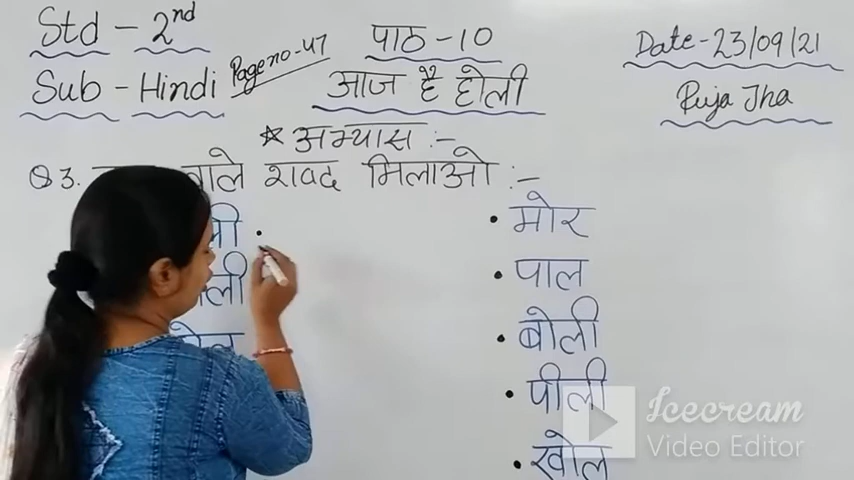 Std - 2nd
Sub - Hindi
Page no - 47
पाठ - 10
आज है होली
Date - 23/09/21
Puja Jha
★ अभ्यास :-
Q 3. वाले शब्द मिलाओ :-
• मोर
• पाल
• बोली
• पीली
• खोल
Icecream
Video Editor